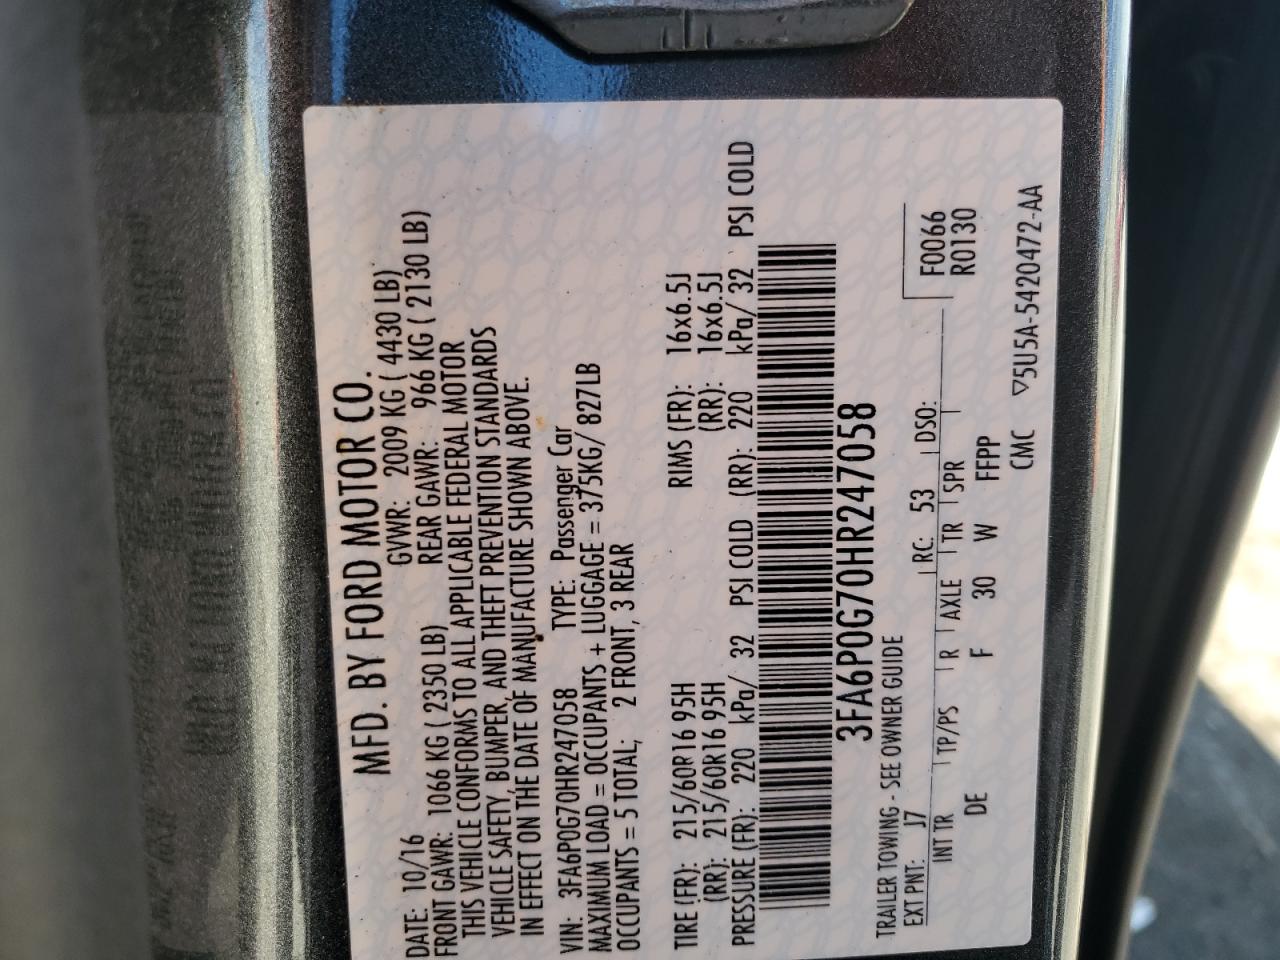 MFD. BY FORD MOTOR CO.
DATE: 10/16 GVWR: 2009 KG ( 4430 LB)
FRONT GAWR: 1066 KG ( 2350 LB) REAR GAWR: 966 KG ( 2130 LB)
THIS VEHICLE CONFORMS TO ALL APPLICABLE FEDERAL MOTOR
VEHICLE SAFETY, BUMPER, AND THEFT PREVENTION STANDARDS
IN EFFECT ON THE DATE OF MANUFACTURE SHOWN ABOVE.
VIN: 3FA6P0G70HR247058 TYPE: Passenger Car
MAXIMUM LOAD = OCCUPANTS + LUGGAGE = 375KG/ 827LB
OCCUPANTS = 5 TOTAL, 2 FRONT, 3 REAR
TIRE (FR): 215/60R16 95H RIMS (FR): 16x6.5J
(RR): 215/60R16 95H (RR): 16x6.5J
PRESSURE (FR): 220 kPa/ 32 PSI COLD (RR): 220 kPa/ 32 PSI COLD
3FA6P0G70HR247058
TRAILER TOWING - SEE OWNER GUIDE
EXT PNT: J7 RC: 53 DSO: F0066
INT TR TP/PS R AXLE TR SPR R0130
DE F 30 W FFPP
CMC ▽5U5A-5420472-AA